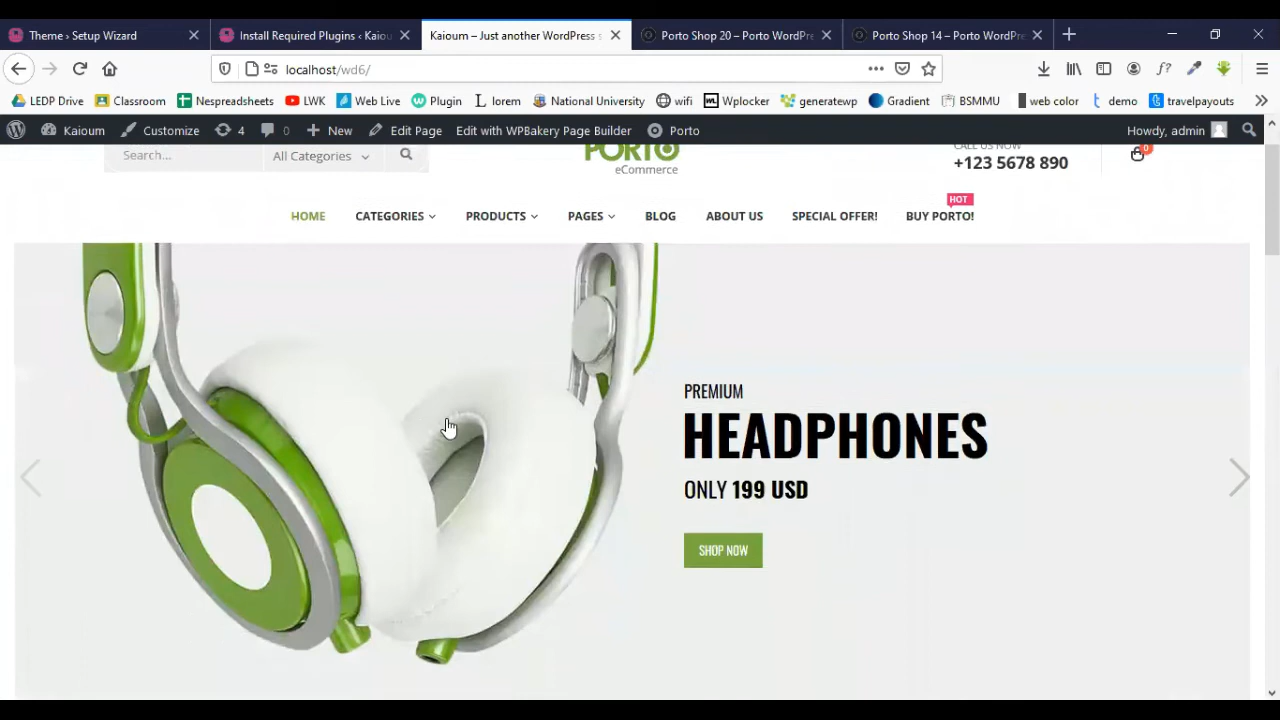 Theme › Setup Wizard
Install Required Plugins ‹ Kaiou
Kaioum – Just another WordPress s
Porto Shop 20 – Porto WordPre
Porto Shop 14 – Porto WordPre
localhost/wd6/
LEDP Drive
Classroom
Nespreadsheets
LWK
Web Live
Plugin
lorem
National University
wifi
Wplocker
generatewp
Gradient
BSMMU
web color
demo
travelpayouts
Kaioum
Customize
4
0
New
Edit Page
Edit with WPBakery Page Builder
Porto
Howdy, admin
Search...
All Categories
PORTO
eCommerce
CALL US NOW
+123 5678 890
0
HOT
HOME
CATEGORIES
PRODUCTS
PAGES
BLOG
ABOUT US
SPECIAL OFFER!
BUY PORTO!
PREMIUM
HEADPHONES
ONLY 199 USD
SHOP NOW